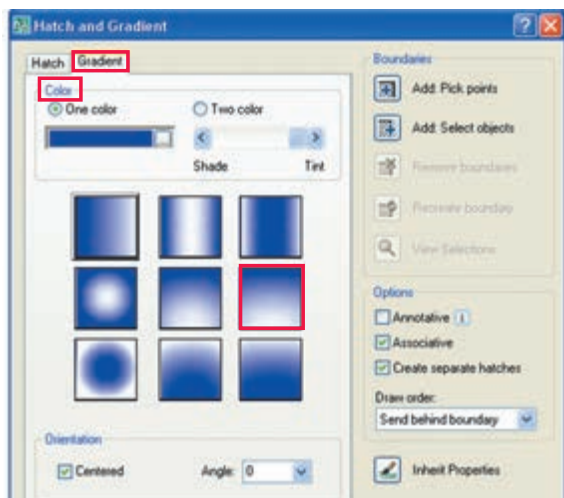 Hatch and Gradient
Hatch Gradient
Color
One color Two color
Shade Tint
Orientation
Centered Angle: 0
Boundaries
Add: Pick points
Add: Select objects
Remove boundaries
Recreate boundary
View Selections
Options
Annotative
Associative
Create separate hatches
Draw order:
Send behind boundary
Inherit Properties